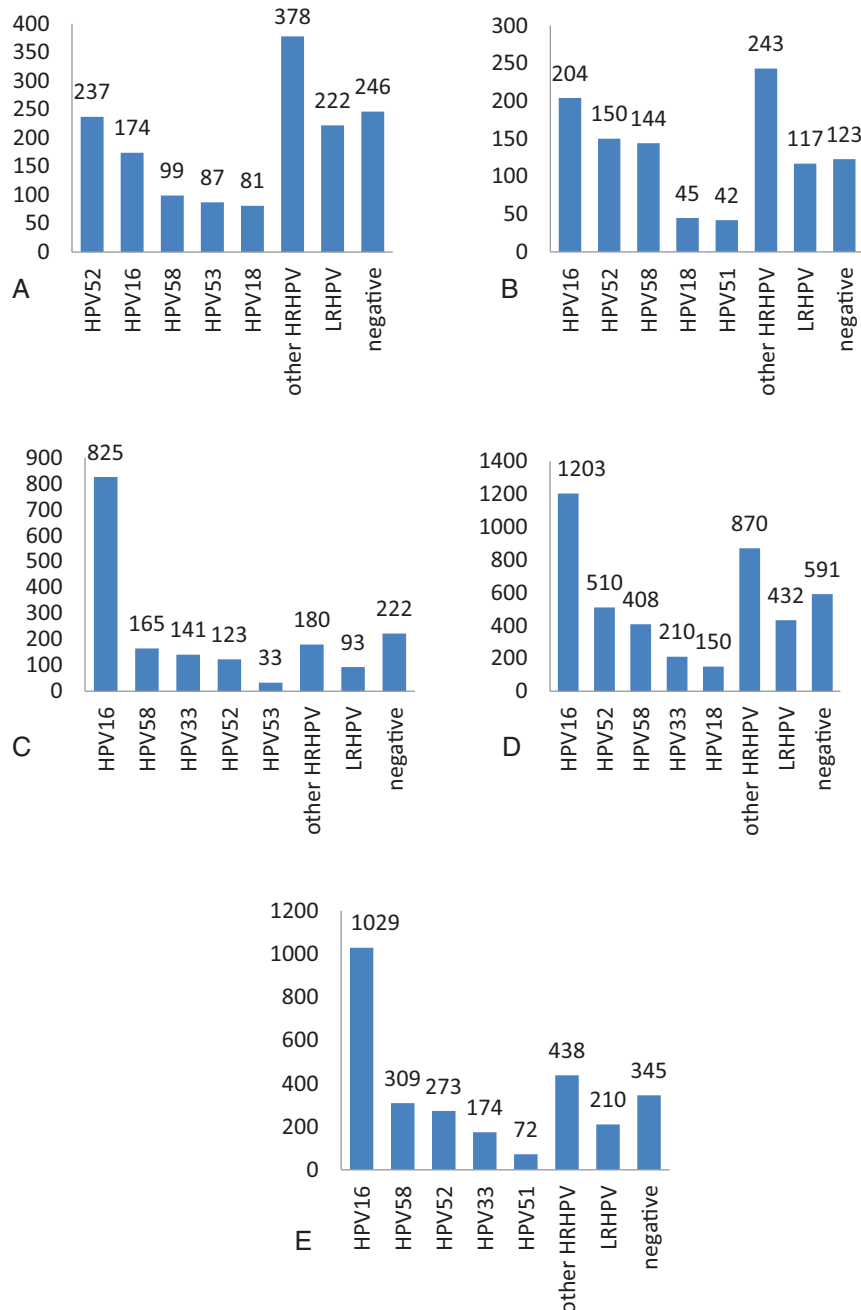 400
350
300
250
200
150
100
50
0
237
174
99
87
81
378
222
246
HPV52
HPV16
HPV58
HPV53
HPV18
other HRHPV
LRHPV
negative
A
300
250
200
150
100
50
0
204
150
144
45
42
243
117
123
HPV16
HPV52
HPV58
HPV18
HPV51
other HRHPV
LRHPV
negative
B
900
800
700
600
500
400
300
200
100
0
825
165
141
123
33
180
93
222
HPV16
HPV58
HPV33
HPV52
HPV53
other HRHPV
LRHPV
negative
C
1400
1200
1000
800
600
400
200
0
1203
510
408
210
150
870
432
591
HPV16
HPV52
HPV58
HPV33
HPV18
other HRHPV
LRHPV
negative
D
1200
1000
800
600
400
200
0
1029
309
273
174
72
438
210
345
HPV16
HPV58
HPV52
HPV33
HPV51
other HRHPV
LRHPV
negative
E